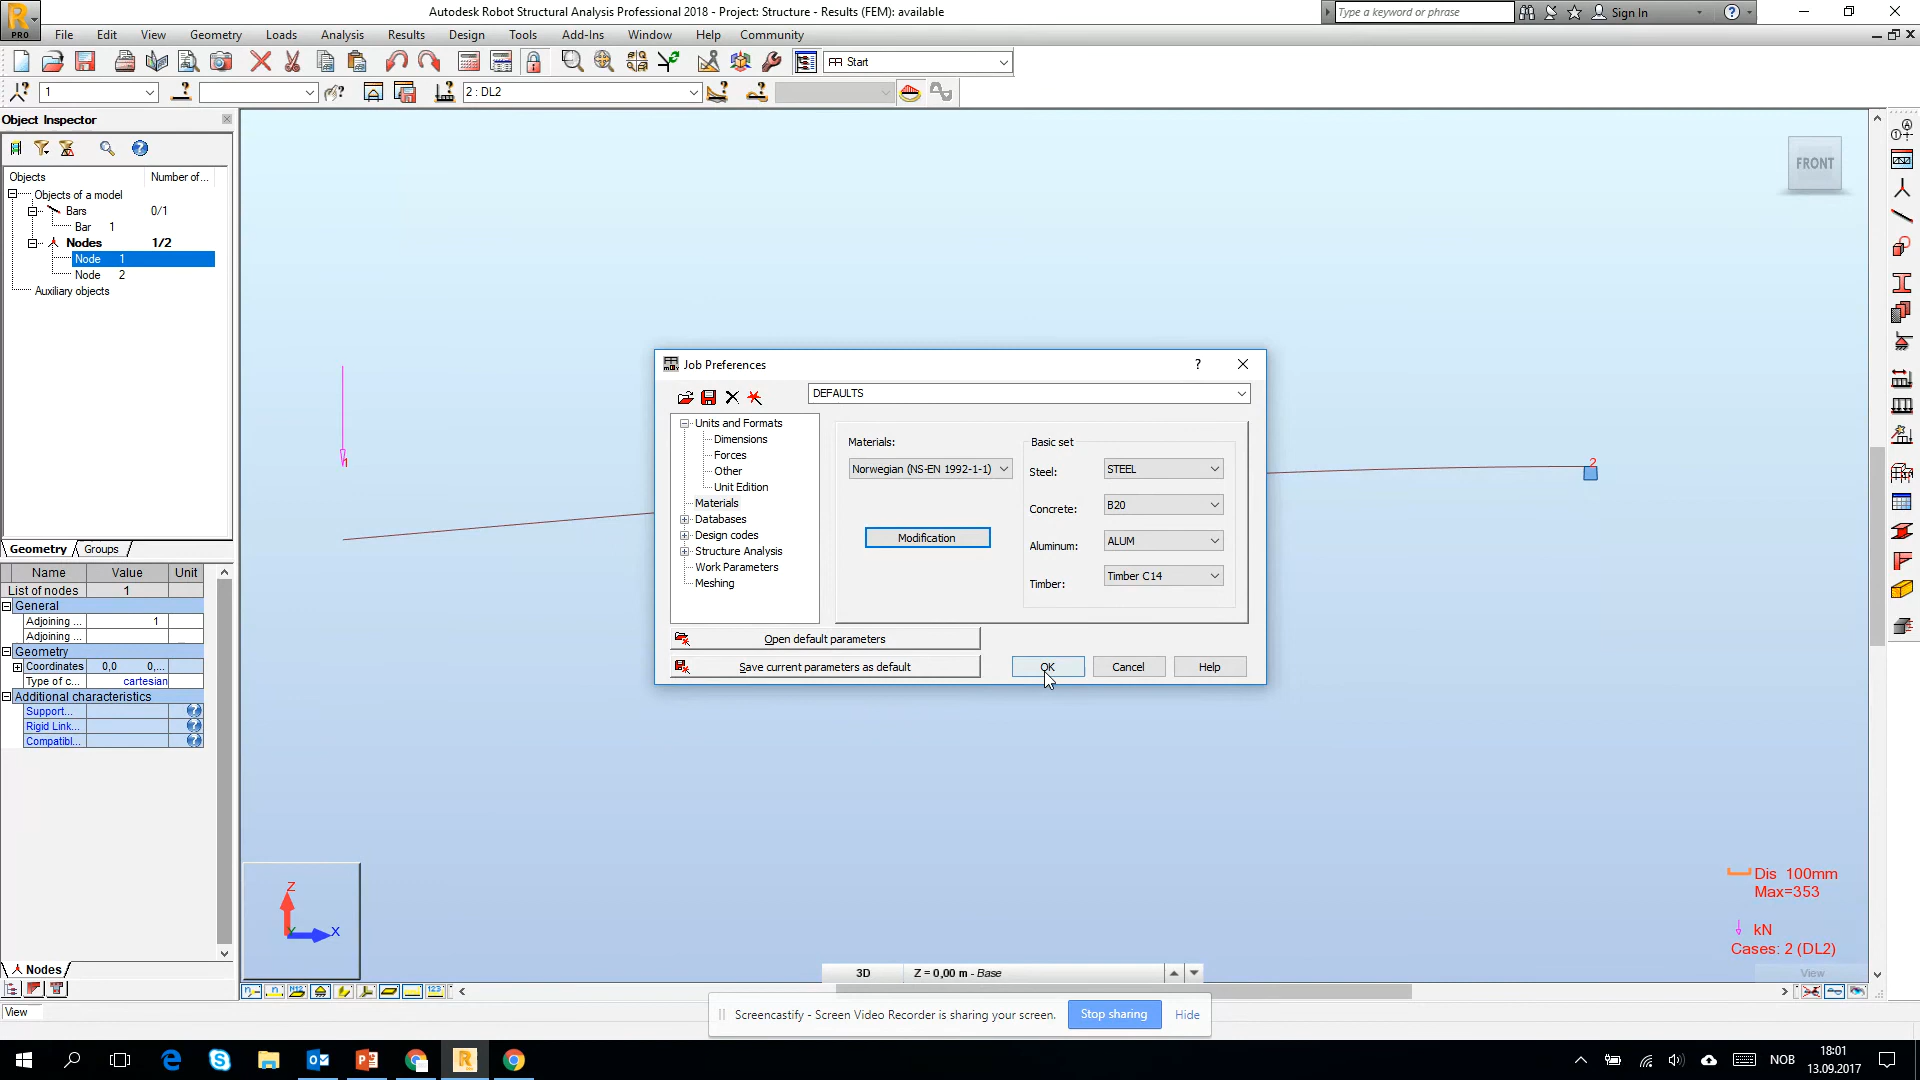 Autodesk Robot Structural Analysis Professional 2018 - Project: Structure - Results (FEM): available
Type a keyword or phrase
Sign In
PRO
File Edit View Geometry Loads Analysis Results Design Tools Add-Ins Window Help Community
Start
1
2 : DL2
Object Inspector
Objects Number of...
Objects of a model
Bars 0/1
Bar 1
Nodes 1/2
Node 1
Node 2
Auxiliary objects
Geometry Groups
Name Value Unit
List of nodes 1
General
Adjoining ... 1
Adjoining ...
Geometry
Coordinates 0,0 0,...
Type of c... cartesian
Additional characteristics
Support...
Rigid Link...
Compatibl...
Nodes
View
FRONT
1
2
Job Preferences
DEFAULTS
Units and Formats
Dimensions
Forces
Other
Unit Edition
Materials
Databases
Design codes
Structure Analysis
Work Parameters
Meshing
Materials:
Norwegian (NS-EN 1992-1-1)
Modification
Basic set
Steel: STEEL
Concrete: B20
Aluminum: ALUM
Timber: Timber C14
Open default parameters
Save current parameters as default
OK Cancel Help
Z
Y
X
Dis 100mm
Max=353
kN
Cases: 2 (DL2)
View
3D Z = 0,00 m - Base
Screencastify - Screen Video Recorder is sharing your screen.
Stop sharing
Hide
NOB
18:01
13.09.2017